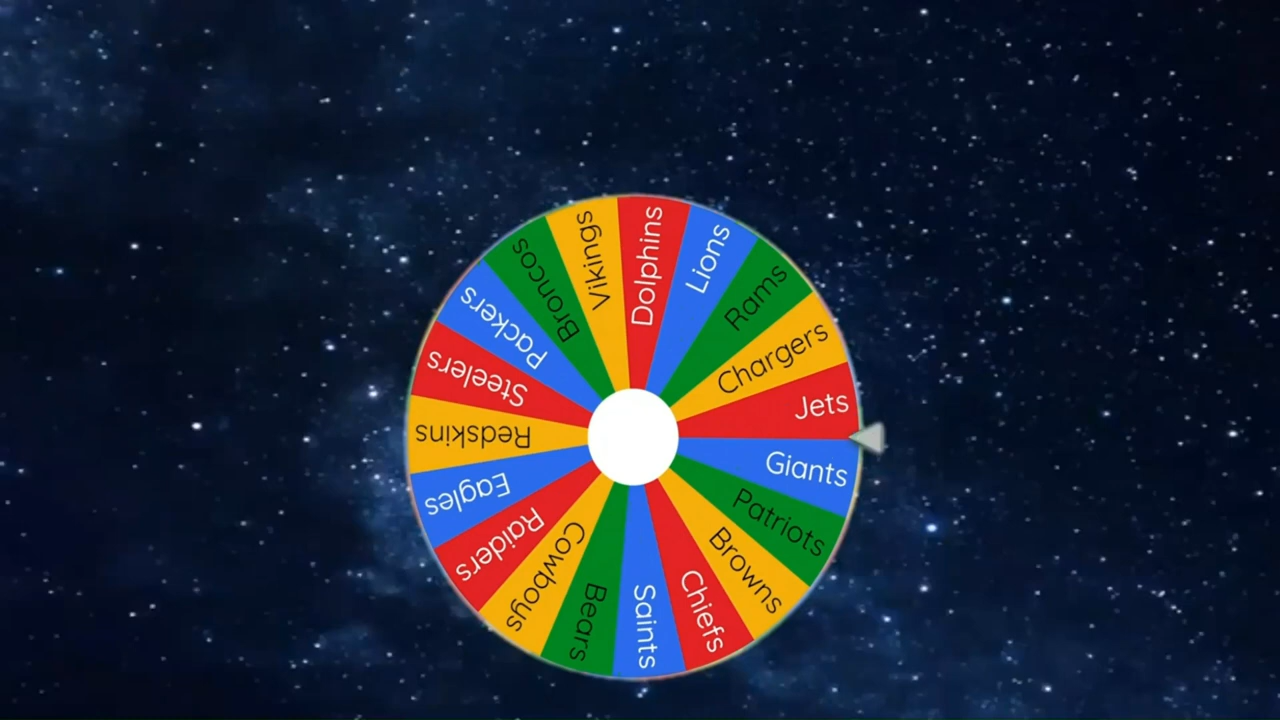 Dolphins
Lions
Rams
Chargers
Jets
Giants
Patriots
Browns
Chiefs
Saints
Bears
Cowboys
Raiders
Eagles
Redskins
Steelers
Packers
Broncos
Vikings